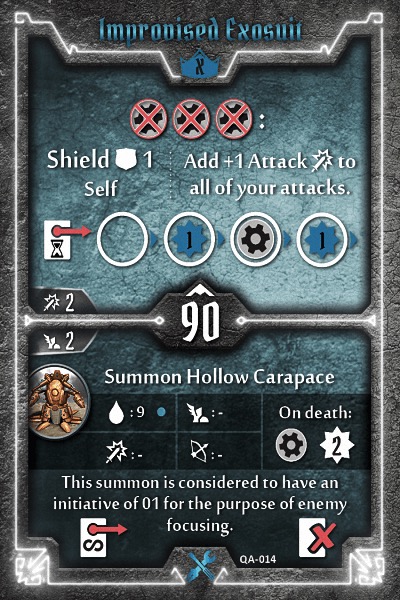 Improvised Exosuit
X
:
Shield 1
Self
Add +1 Attack to
all of your attacks.
1 1
2
90
2
Summon Hollow Carapace
: 9 : -
: - : -
On death:
2
This summon is considered to have an
initiative of 01 for the purpose of enemy
focusing.
QA-014